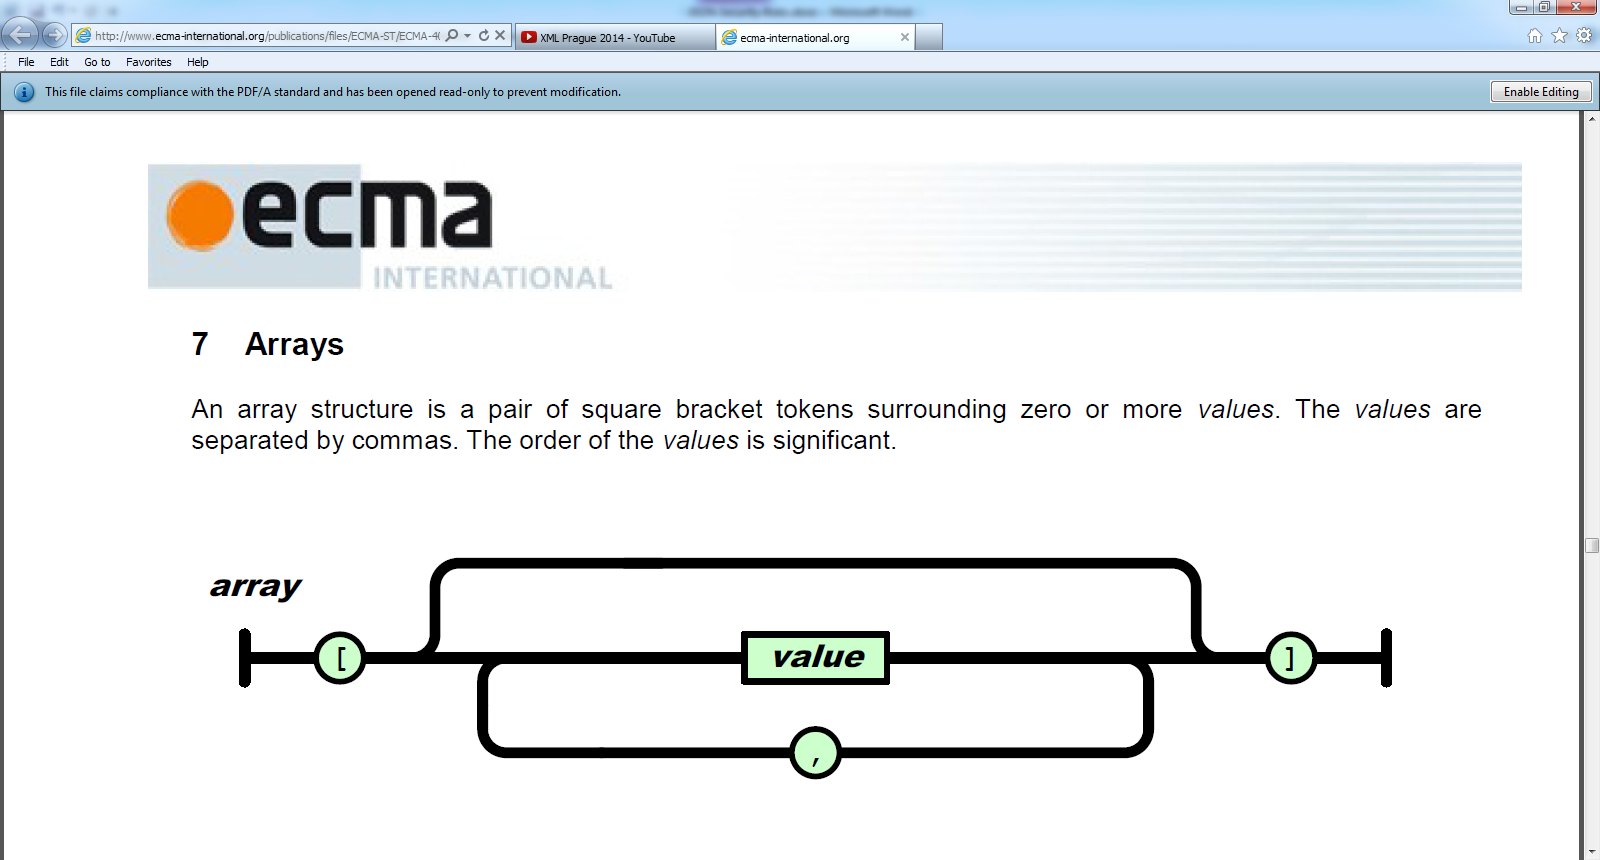 http://www.ecma-international.org/publications/files/ECMA-ST/ECMA-4
XML Prague 2014 - YouTube
ecma-international.org
File Edit Go to Favorites Help
This file claims compliance with the PDF/A standard and has been opened read-only to prevent modification.
Enable Editing
ecma
INTERNATIONAL
7 Arrays
An array structure is a pair of square bracket tokens surrounding zero or more values. The values are
separated by commas. The order of the values is significant.
array
[ value ]
,